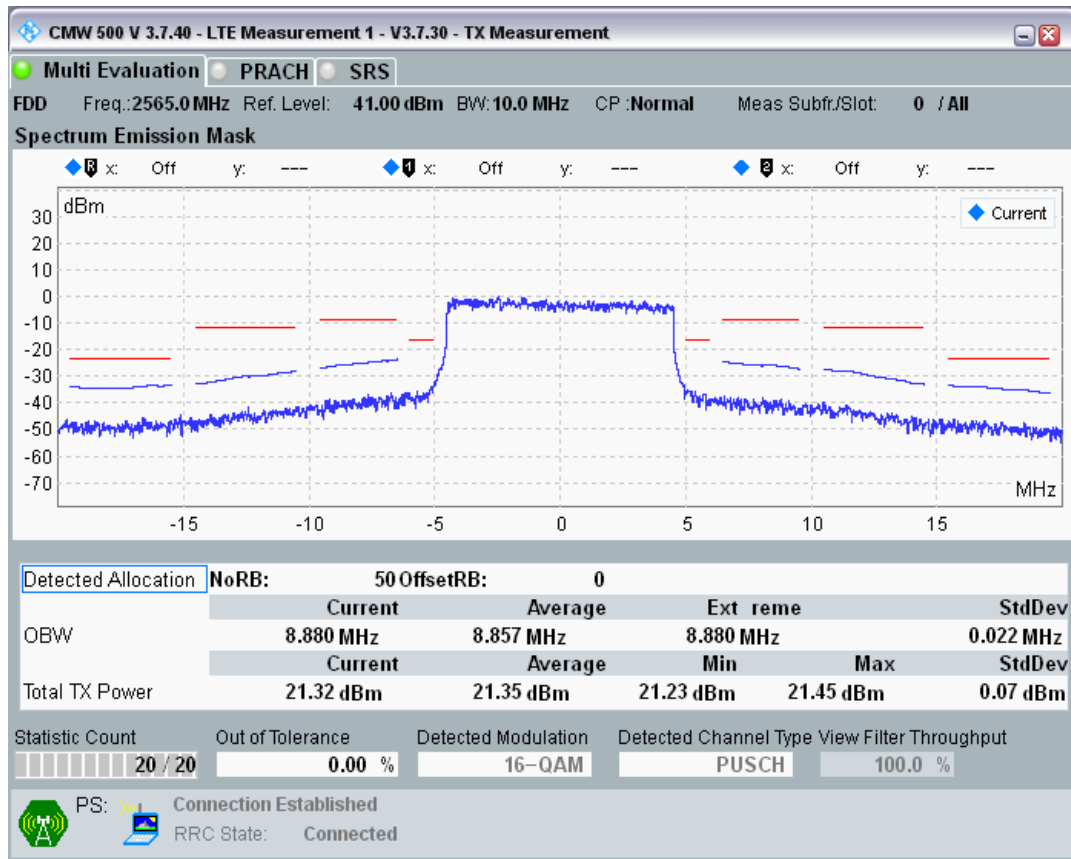 CMW 500 V 3.7.40 - LTE Measurement 1 - V3.7.30 - TX Measurement
Multi Evaluation PRACH SRS
FDD Freq.:2565.0 MHz Ref. Level: 41.00 dBm BW:10.0 MHz CP :Normal Meas Subfr./Slot: 0 / All
Spectrum Emission Mask
R x: Off y: --- 1 x: Off y: --- 2 x: Off y: ---
dBm
Current
30
20
10
0
-10
-20
-30
-40
-50
-60
-70
MHz
-15 -10 -5 0 5 10 15
Detected Allocation NoRB: 50 OffsetRB: 0
Current Average Ext reme StdDev
OBW 8.880 MHz 8.857 MHz 8.880 MHz 0.022 MHz
Current Average Min Max StdDev
Total TX Power 21.32 dBm 21.35 dBm 21.23 dBm 21.45 dBm 0.07 dBm
Statistic Count Out of Tolerance Detected Modulation Detected Channel Type View Filter Throughput
20 / 20 0.00 % 16-QAM PUSCH 100.0 %
PS: Connection Established
RRC State: Connected